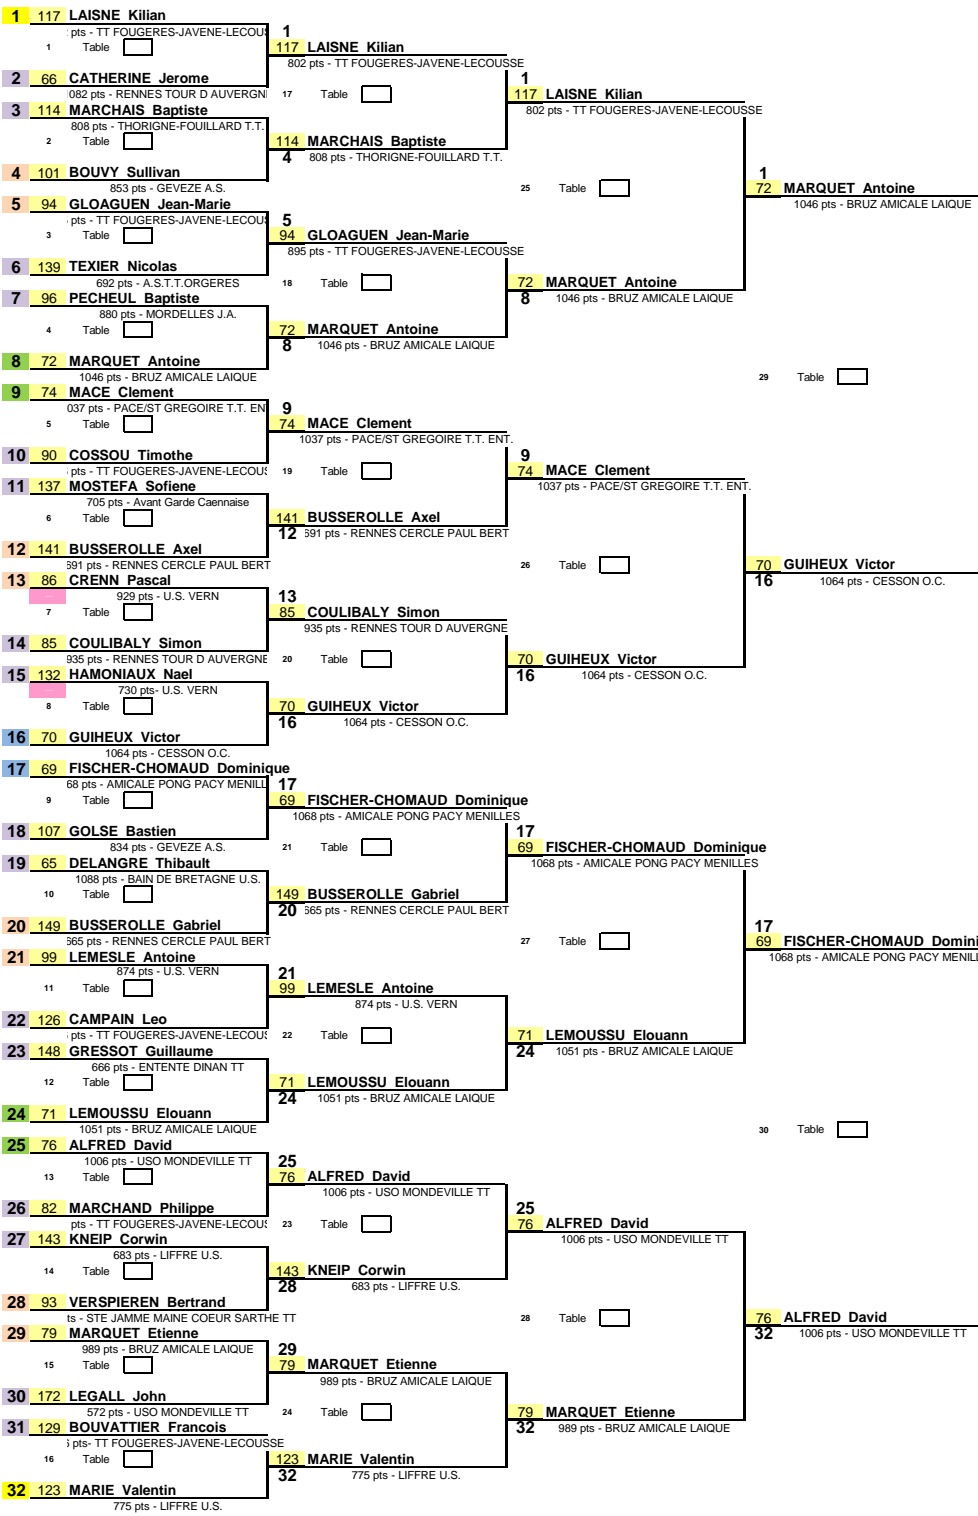 1 117 LAISNE Kilian
pts - TT FOUGERES-JAVENE-LECOUS
1 Table
2 66 CATHERINE Jerome
1082 pts - RENNES TOUR D AUVERGNE
3 114 MARCHAIS Baptiste
808 pts - THORIGNE-FOUILLARD T.T.
2 Table
4 101 BOUVY Sullivan
853 pts - GEVEZE A.S.
5 94 GLOAGUEN Jean-Marie
pts - TT FOUGERES-JAVENE-LECOUS
3 Table
6 139 TEXIER Nicolas
692 pts - A.S.T.T.ORGERES
7 96 PECHEUL Baptiste
880 pts - MORDELLES J.A.
4 Table
8 72 MARQUET Antoine
1046 pts - BRUZ AMICALE LAIQUE
9 74 MACE Clement
037 pts - PACE/ST GREGOIRE T.T. EN
5 Table
10 90 COSSOU Timothe
pts - TT FOUGERES-JAVENE-LECOUS
11 137 MOSTEFA Sofiene
705 pts - Avant Garde Caennaise
6 Table
12 141 BUSSEROLLE Axel
691 pts - RENNES CERCLE PAUL BERT
13 86 CRENN Pascal
929 pts - U.S. VERN
7 Table
14 85 COULIBALY Simon
935 pts - RENNES TOUR D AUVERGNE
15 132 HAMONIAUX Nael
730 pts- U.S. VERN
8 Table
16 70 GUIHEUX Victor
1064 pts - CESSON O.C.
17 69 FISCHER-CHOMAUD Dominique
68 pts - AMICALE PONG PACY MENILL
9 Table
18 107 GOLSE Bastien
834 pts - GEVEZE A.S.
19 65 DELANGRE Thibault
1088 pts - BAIN DE BRETAGNE U.S.
10 Table
20 149 BUSSEROLLE Gabriel
665 pts - RENNES CERCLE PAUL BERT
21 99 LEMESLE Antoine
874 pts - U.S. VERN
11 Table
22 126 CAMPAIN Leo
pts - TT FOUGERES-JAVENE-LECOUS
23 148 GRESSOT Guillaume
666 pts - ENTENTE DINAN TT
12 Table
24 71 LEMOUSSU Elouann
1051 pts - BRUZ AMICALE LAIQUE
25 76 ALFRED David
1006 pts - USO MONDEVILLE TT
13 Table
26 82 MARCHAND Philippe
pts - TT FOUGERES-JAVENE-LECOUS
27 143 KNEIP Corwin
683 pts - LIFFRE U.S.
14 Table
28 93 VERSPIEREN Bertrand
ts - STE JAMME MAINE COEUR SARTHE TT
29 79 MARQUET Etienne
989 pts - BRUZ AMICALE LAIQUE
15 Table
30 172 LEGALL John
572 pts - USO MONDEVILLE TT
31 129 BOUVATTIER Francois
pts- TT FOUGERES-JAVENE-LECOUSSE
16 Table
32 123 MARIE Valentin
775 pts - LIFFRE U.S.
1
117 LAISNE Kilian
802 pts - TT FOUGERES-JAVENE-LECOUSSE
17 Table
114 MARCHAIS Baptiste
4 808 pts - THORIGNE-FOUILLARD T.T.
5
94 GLOAGUEN Jean-Marie
895 pts - TT FOUGERES-JAVENE-LECOUSSE
18 Table
72 MARQUET Antoine
8 1046 pts - BRUZ AMICALE LAIQUE
9
74 MACE Clement
1037 pts - PACE/ST GREGOIRE T.T. ENT.
19 Table
141 BUSSEROLLE Axel
12 691 pts - RENNES CERCLE PAUL BERT
13
85 COULIBALY Simon
935 pts - RENNES TOUR D AUVERGNE
20 Table
70 GUIHEUX Victor
16 1064 pts - CESSON O.C.
17
69 FISCHER-CHOMAUD Dominique
1068 pts - AMICALE PONG PACY MENILLES
21 Table
149 BUSSEROLLE Gabriel
20 665 pts - RENNES CERCLE PAUL BERT
21
99 LEMESLE Antoine
874 pts - U.S. VERN
22 Table
71 LEMOUSSU Elouann
24 1051 pts - BRUZ AMICALE LAIQUE
25
76 ALFRED David
1006 pts - USO MONDEVILLE TT
23 Table
143 KNEIP Corwin
28 683 pts - LIFFRE U.S.
29
79 MARQUET Etienne
989 pts - BRUZ AMICALE LAIQUE
24 Table
123 MARIE Valentin
32 775 pts - LIFFRE U.S.
1
117 LAISNE Kilian
802 pts - TT FOUGERES-JAVENE-LECOUSSE
25 Table
72 MARQUET Antoine
8 1046 pts - BRUZ AMICALE LAIQUE
9
74 MACE Clement
1037 pts - PACE/ST GREGOIRE T.T. ENT.
26 Table
70 GUIHEUX Victor
16 1064 pts - CESSON O.C.
17
69 FISCHER-CHOMAUD Dominique
1068 pts - AMICALE PONG PACY MENILLES
27 Table
71 LEMOUSSU Elouann
24 1051 pts - BRUZ AMICALE LAIQUE
25
76 ALFRED David
1006 pts - USO MONDEVILLE TT
28 Table
79 MARQUET Etienne
32 989 pts - BRUZ AMICALE LAIQUE
1
72 MARQUET Antoine
1046 pts - BRUZ AMICALE LAIQUE
29 Table
70 GUIHEUX Victor
16 1064 pts - CESSON O.C.
17
69 FISCHER-CHOMAUD Domini
1068 pts - AMICALE PONG PACY MENILL
30 Table
76 ALFRED David
32 1006 pts - USO MONDEVILLE TT